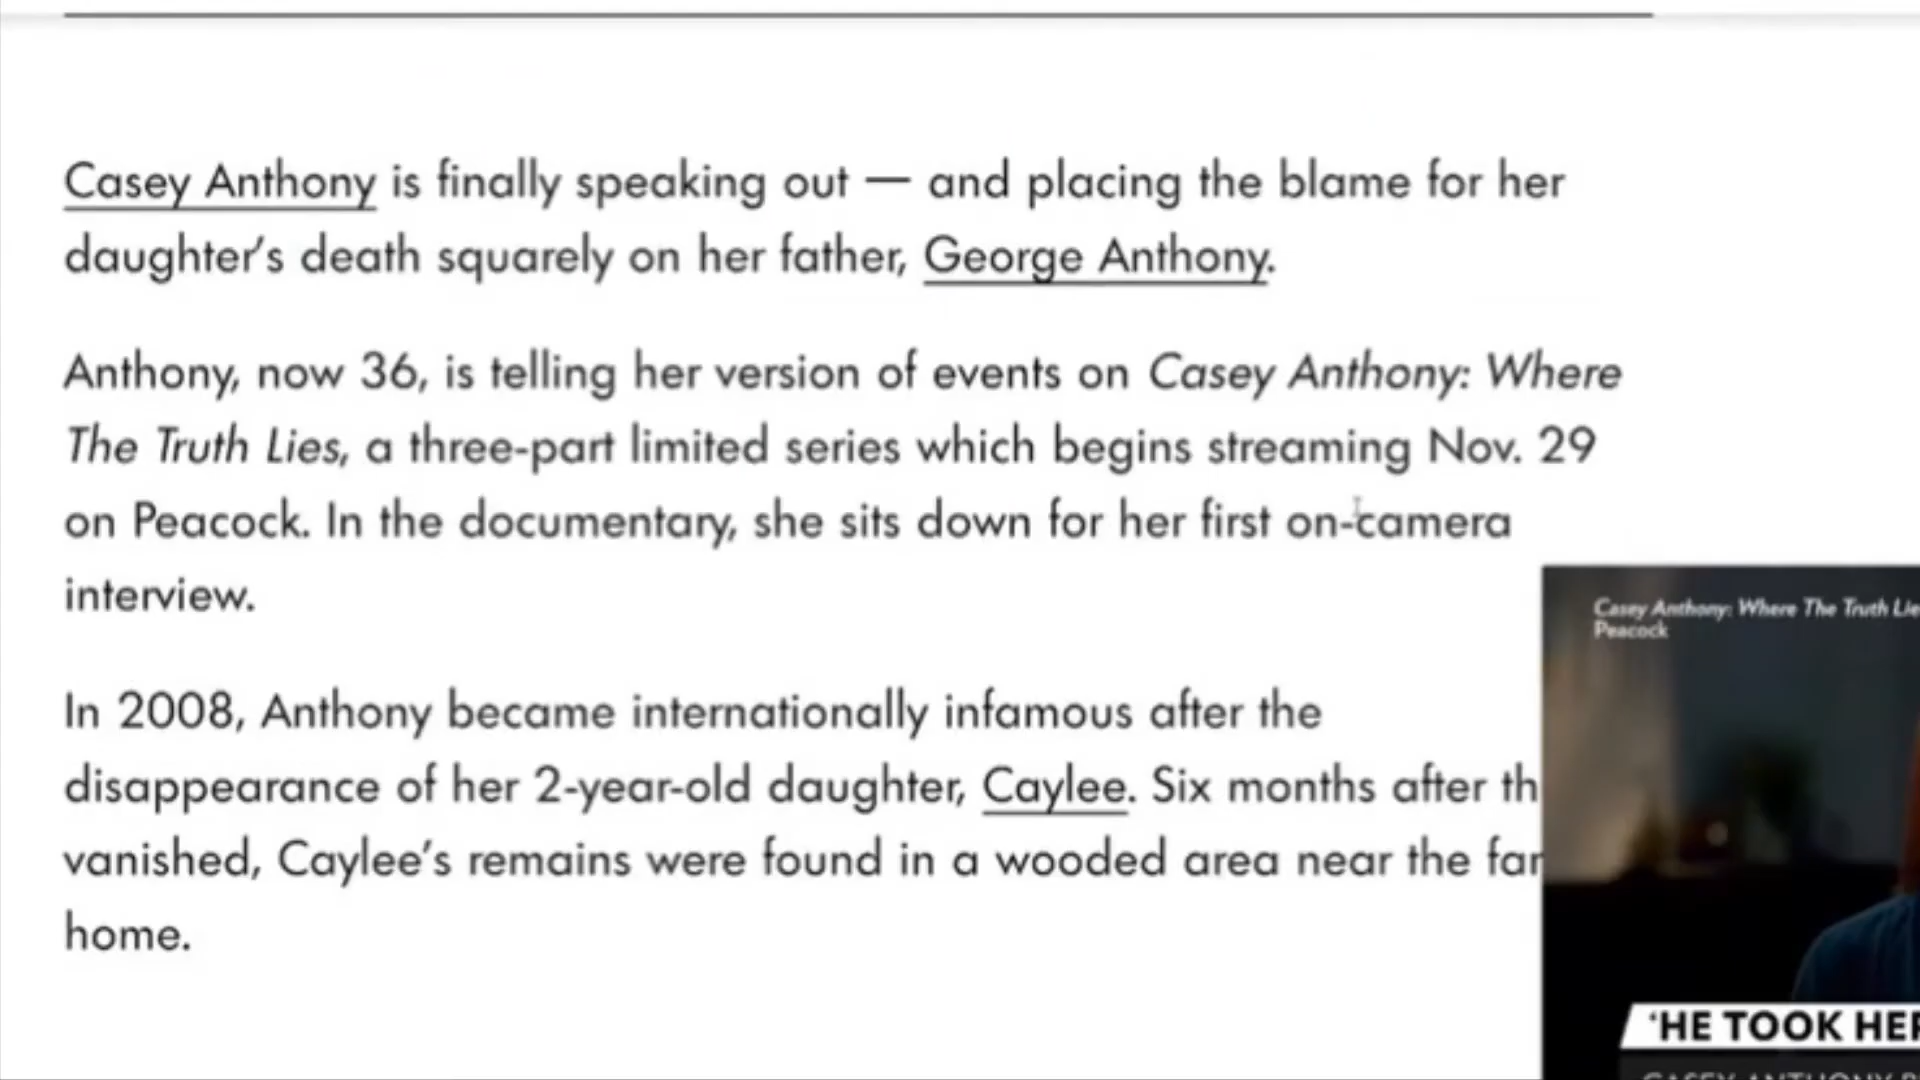 Casey Anthony is finally speaking out — and placing the blame for her
daughter’s death squarely on her father, George Anthony.
Anthony, now 36, is telling her version of events on Casey Anthony: Where
The Truth Lies, a three-part limited series which begins streaming Nov. 29
on Peacock. In the documentary, she sits down for her first on-camera
interview.
In 2008, Anthony became internationally infamous after the
disappearance of her 2-year-old daughter, Caylee. Six months after th
vanished, Caylee’s remains were found in a wooded area near the
home.
Casey Anthony: Where The Truth Lie
Peacock
‘HE TOOK HER
CASEY ANTHONY